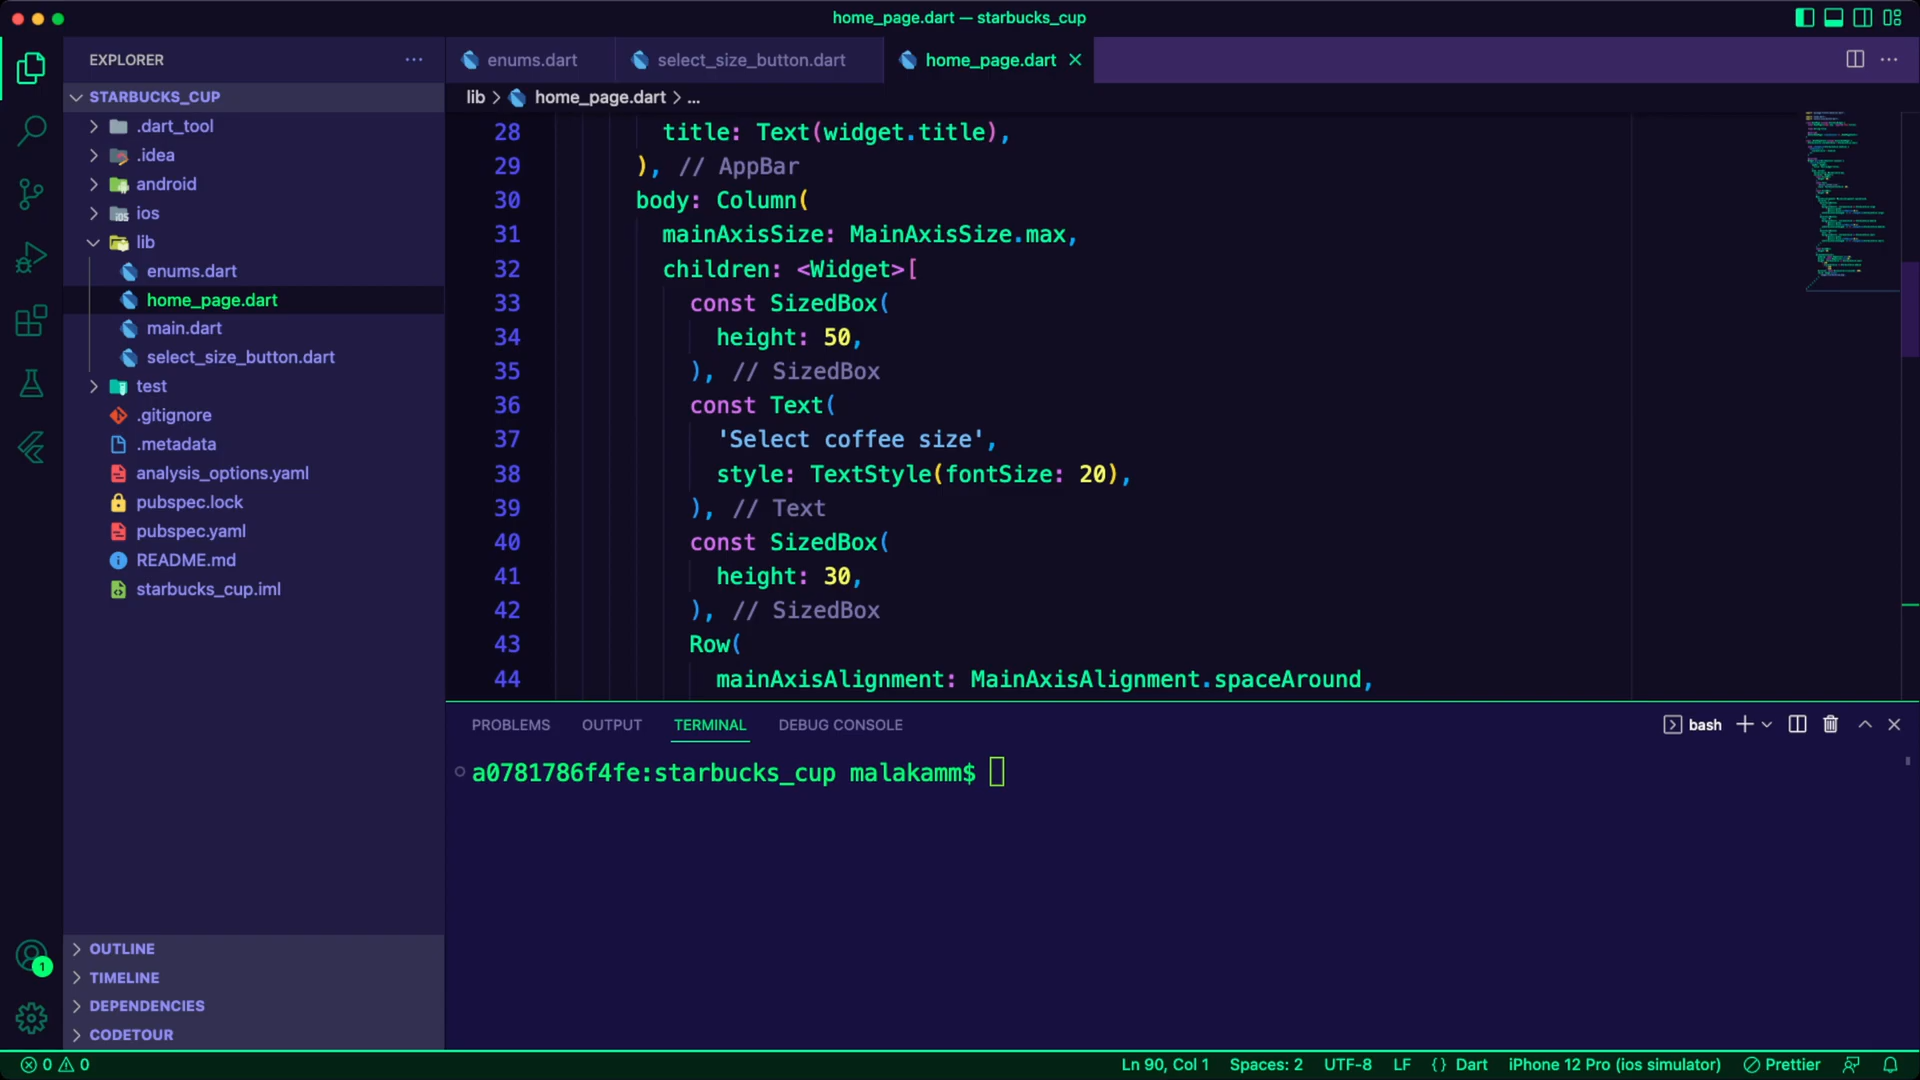 home_page.dart — starbucks_cup
EXPLORER
enums.dart
select_size_button.dart
home_page.dart
STARBUCKS_CUP
.dart_tool
.idea
android
ios
lib
enums.dart
home_page.dart
main.dart
select_size_button.dart
test
.gitignore
.metadata
analysis_options.yaml
pubspec.lock
pubspec.yaml
README.md
starbucks_cup.iml
OUTLINE
TIMELINE
DEPENDENCIES
CODETOUR
lib > home_page.dart > ...
28 title: Text(widget.title),
29 ), // AppBar
30 body: Column(
31 mainAxisSize: MainAxisSize.max,
32 children: <Widget>[
33 const SizedBox(
34 height: 50,
35 ), // SizedBox
36 const Text(
37 'Select coffee size',
38 style: TextStyle(fontSize: 20),
39 ), // Text
40 const SizedBox(
41 height: 30,
42 ), // SizedBox
43 Row(
44 mainAxisAlignment: MainAxisAlignment.spaceAround,
PROBLEMS OUTPUT TERMINAL DEBUG CONSOLE
bash
a0781786f4fe:starbucks_cup malakamm$
1
0 0
Ln 90, Col 1 Spaces: 2 UTF-8 LF {} Dart iPhone 12 Pro (ios simulator) Prettier